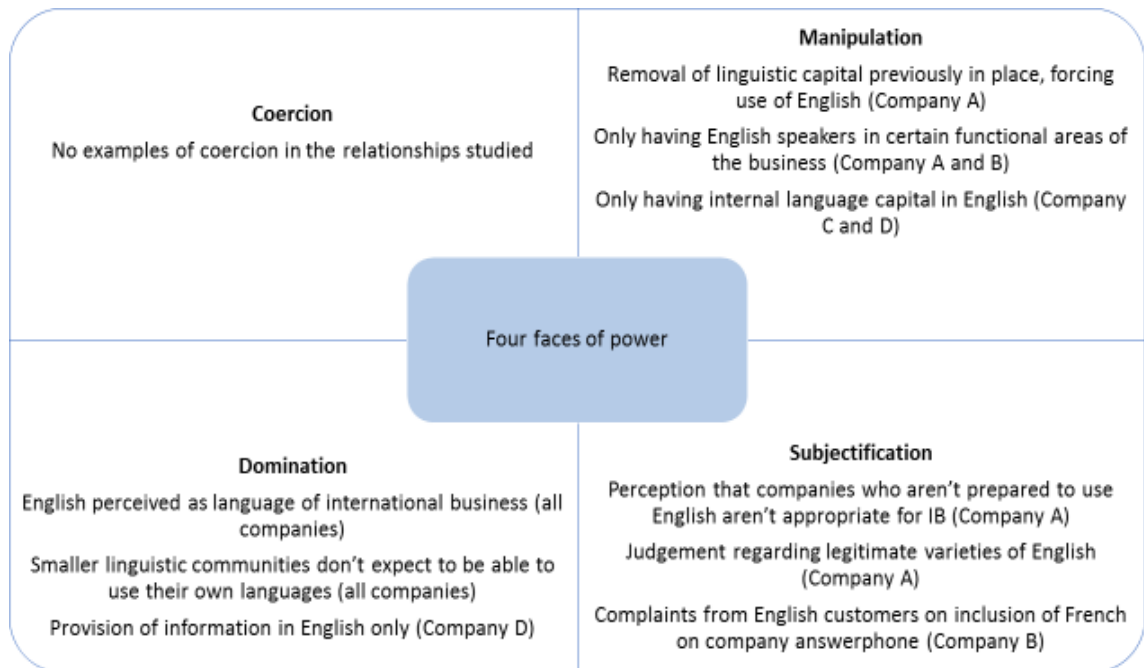 Coercion
No examples of coercion in the relationships studied
Manipulation
Removal of linguistic capital previously in place, forcing
use of English (Company A)
Only having English speakers in certain functional areas of
the business (Company A and B)
Only having internal language capital in English (Company
C and D)
Four faces of power
Domination
English perceived as language of international business (all
companies)
Smaller linguistic communities don’t expect to be able to
use their own languages (all companies)
Provision of information in English only (Company D)
Subjectification
Perception that companies who aren’t prepared to use
English aren’t appropriate for IB (Company A)
Judgement regarding legitimate varieties of English
(Company A)
Complaints from English customers on inclusion of French
on company answerphone (Company B)